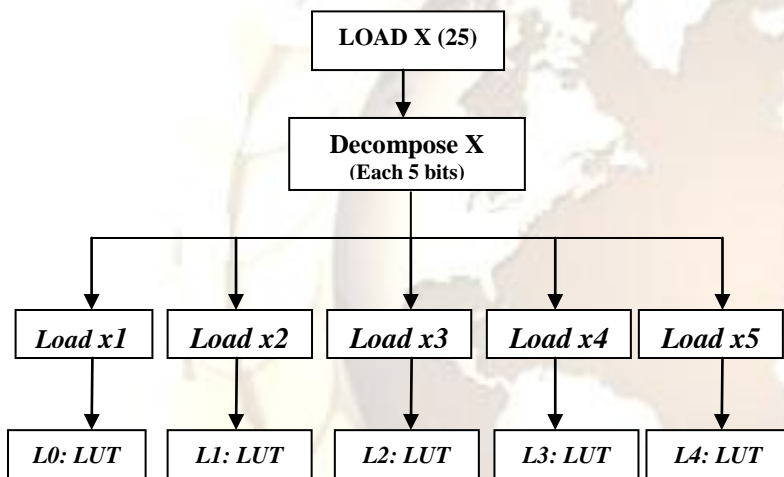 LOAD X (25)
Decompose X
(Each 5 bits)
Load x1 Load x2 Load x3 Load x4 Load x5
L0: LUT L1: LUT L2: LUT L3: LUT L4: LUT